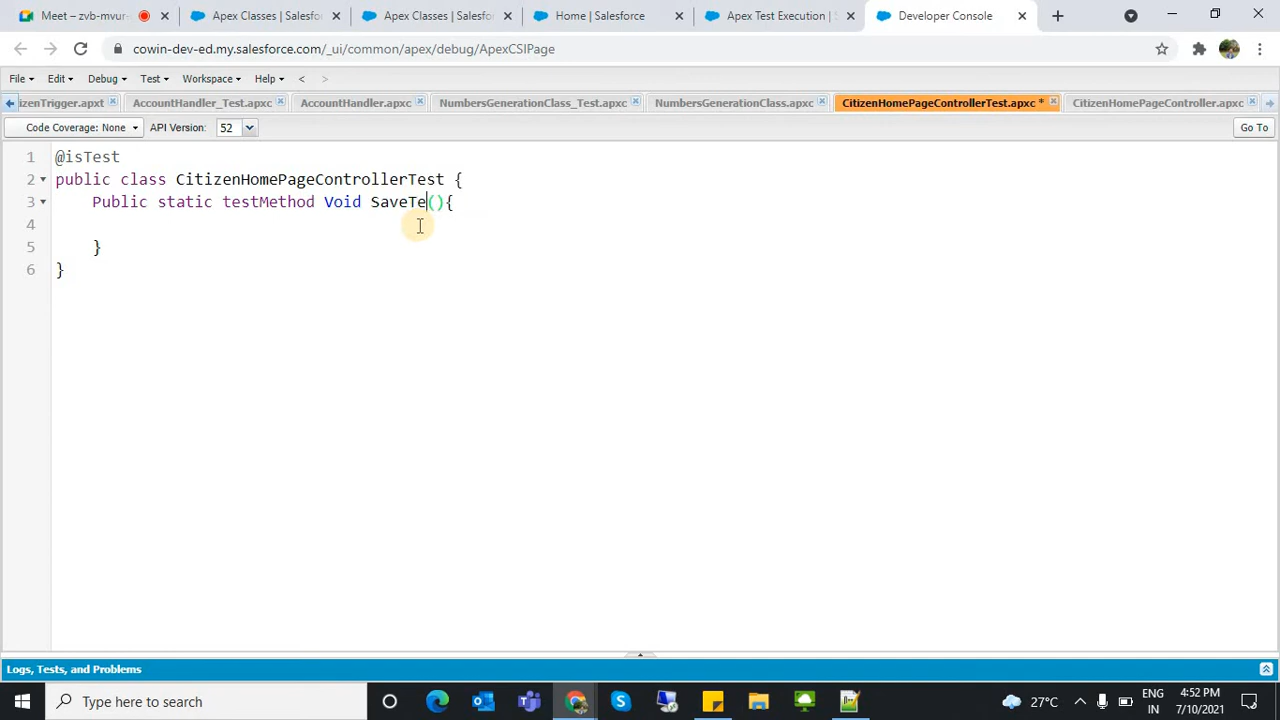 Meet – zvb-mvur
Apex Classes | Salesfo
Apex Classes | Salesf
Home | Salesforce
Apex Test Execution | S
Developer Console
cowin-dev-ed.my.salesforce.com/_ui/common/apex/debug/ApexCSIPage
File
Edit
Debug
Test
Workspace
Help
<
>
izenTrigger.apxt
AccountHandler_Test.apxc
AccountHandler.apxc
NumbersGenerationClass_Test.apxc
NumbersGenerationClass.apxc
CitizenHomePageControllerTest.apxc *
CitizenHomePageController.apxc
Code Coverage: None
API Version:
52
Go To
1 @isTest
2 public class CitizenHomePageControllerTest {
3 Public static testMethod Void SaveTe(){
4
5 }
6 }
Logs, Tests, and Problems
Type here to search
27°C
ENG
IN
4:52 PM
7/10/2021